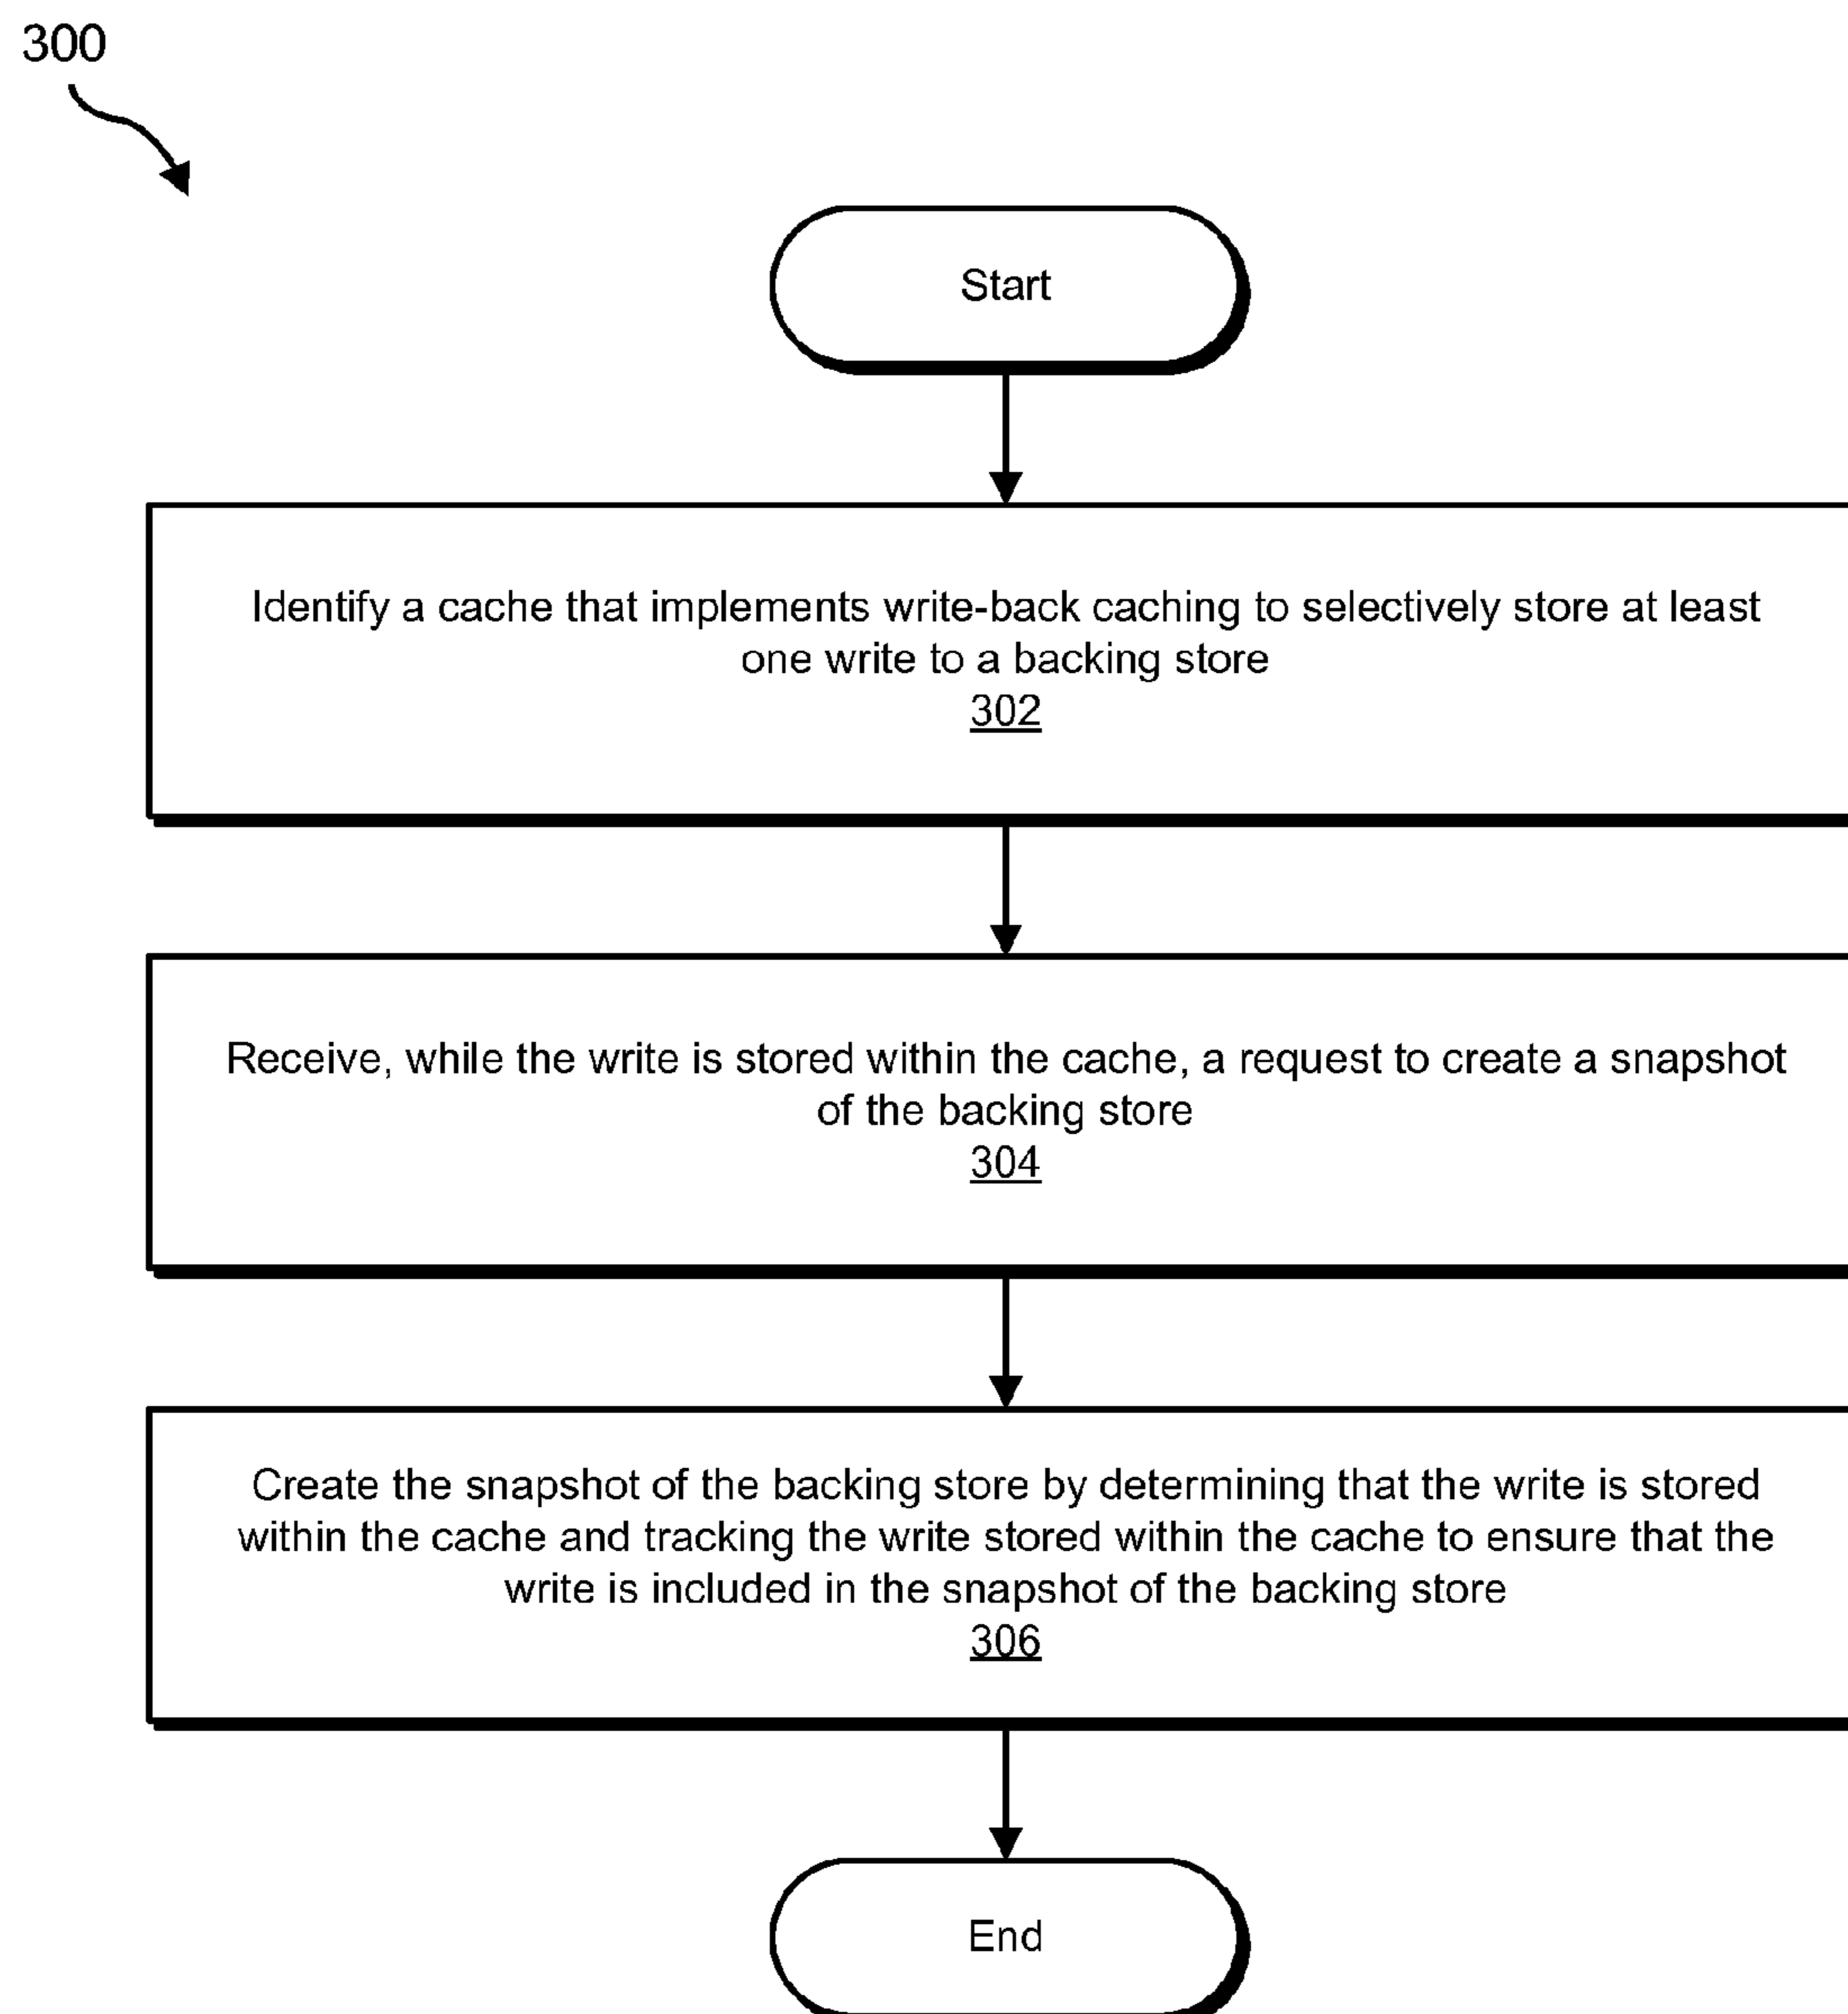 300
Start
Identify a cache that implements write-back caching to selectively store at least
one write to a backing store
302
Receive, while the write is stored within the cache, a request to create a snapshot
of the backing store
304
Create the snapshot of the backing store by determining that the write is stored
within the cache and tracking the write stored within the cache to ensure that the
write is included in the snapshot of the backing store
306
End